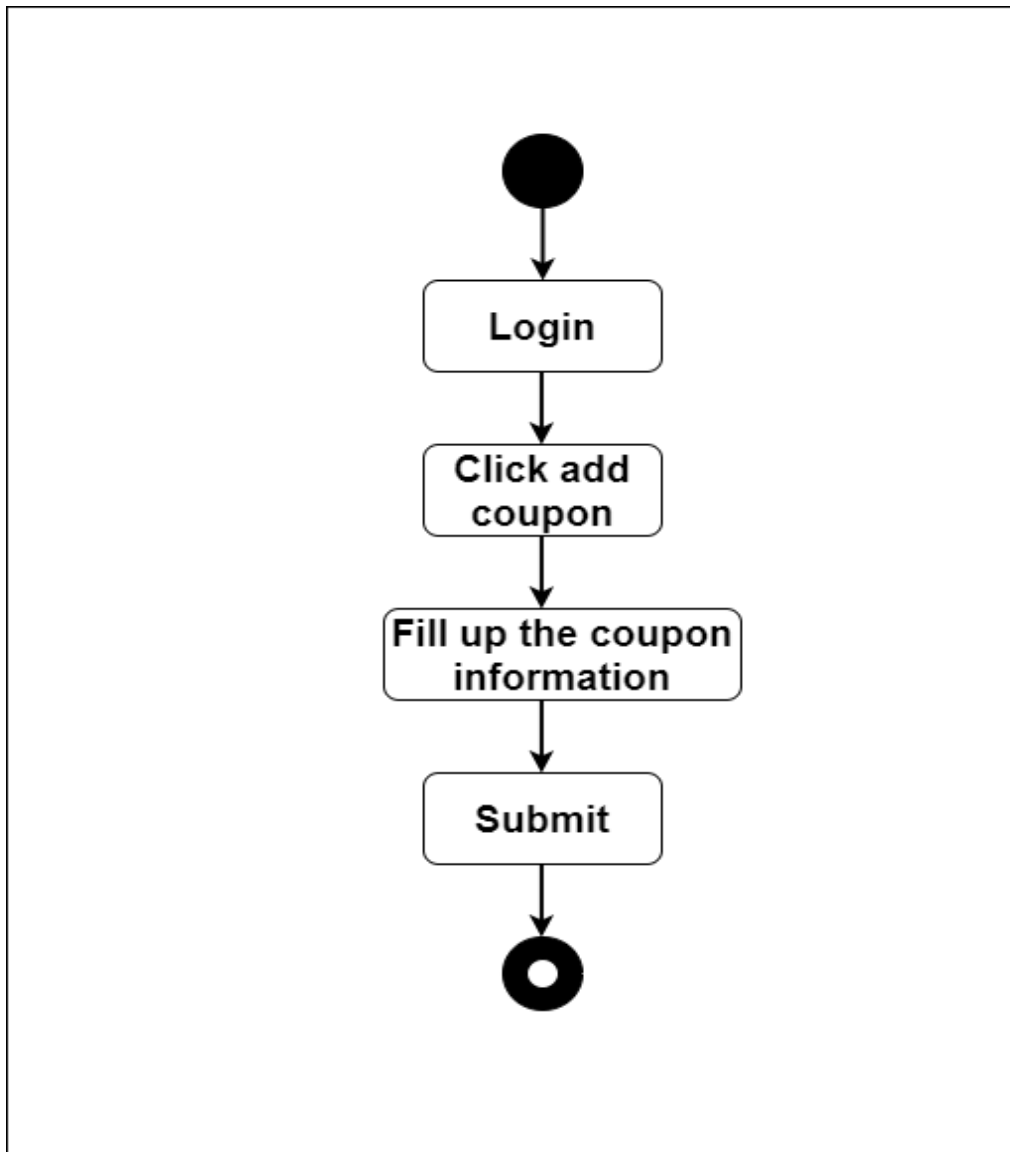 Login
Click add
coupon
Fill up the coupon
information
Submit